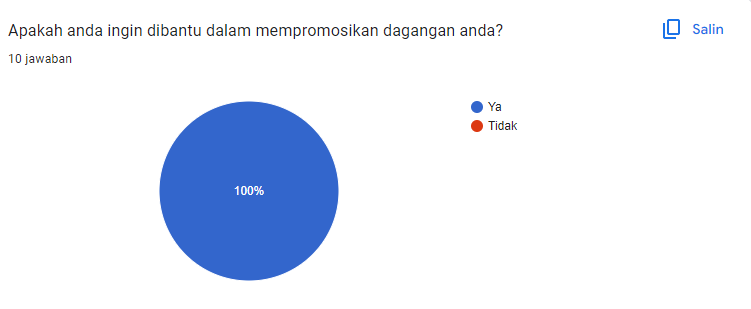 Apakah anda ingin dibantu dalam mempromosikan dagangan anda?
Salin
10 jawaban
Ya
Tidak
100%